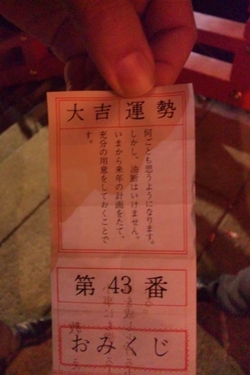 大吉運勢
何ごとも思うようになります。
しかし、油断はいけません。
いまから来年の計画をたて、
充分の用意をしておくことで
す。
第43番
おみくじ